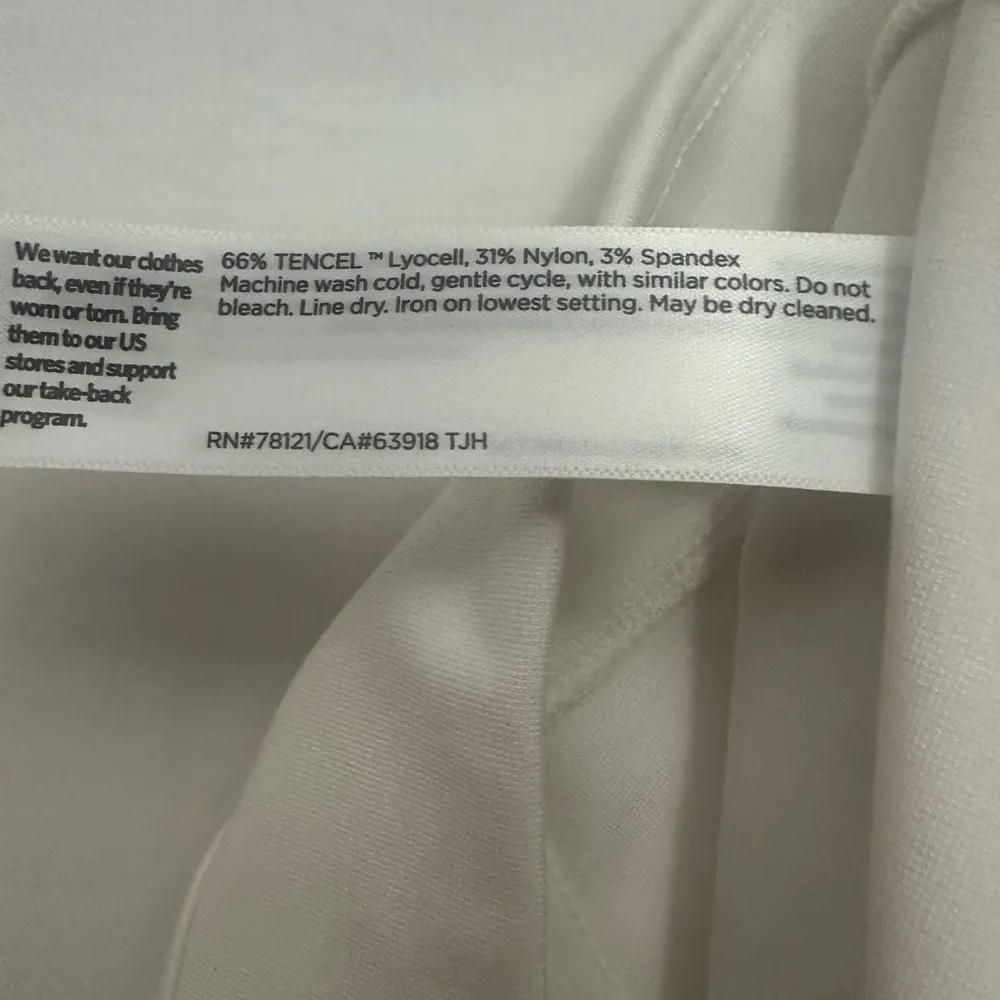 We want our clothes
back, even if they're
worn or torn. Bring
them to our US
stores and support
our take-back
program.
66% TENCEL ™ Lyocell, 31% Nylon, 3% Spandex
Machine wash cold, gentle cycle, with similar colors. Do not
bleach. Line dry. Iron on lowest setting. May be dry cleaned.
RN#78121/CA#63918 TJH